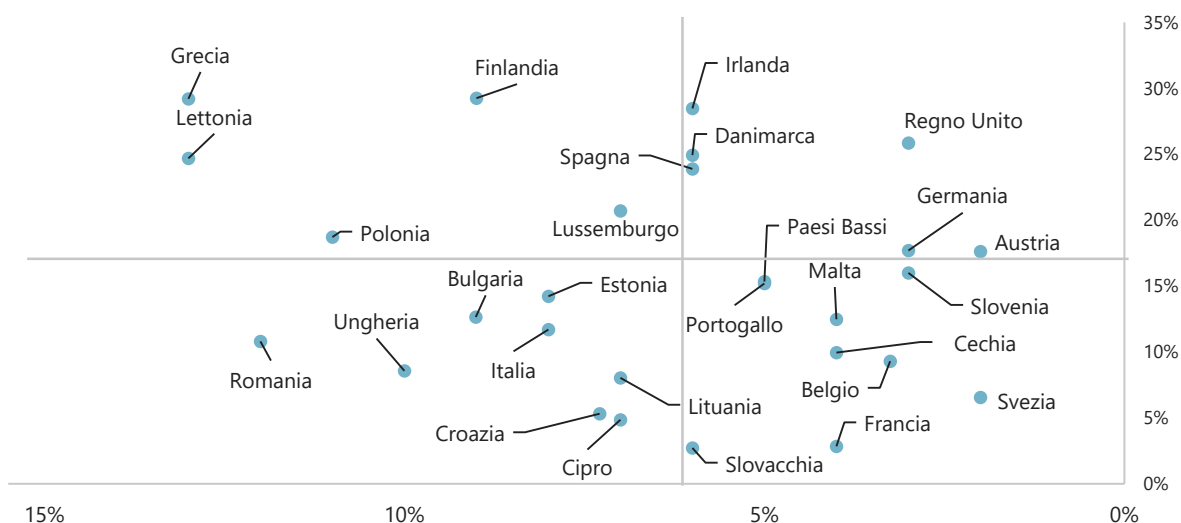 35%
Grecia
Finlandia
Irlanda
30%
Lettonia
Regno Unito
Danimarca
25%
Spagna
Germania
20%
Lussemburgo
Paesi Bassi
Polonia
Austria
Malta
Bulgaria
Estonia
15%
Slovenia
Ungheria
Portogallo
Cechia
10%
Italia
Romania
Belgio
Lituania
Svezia
5%
Croazia
Francia
Cipro
Slovacchia
0%
15%
10%
5%
0%